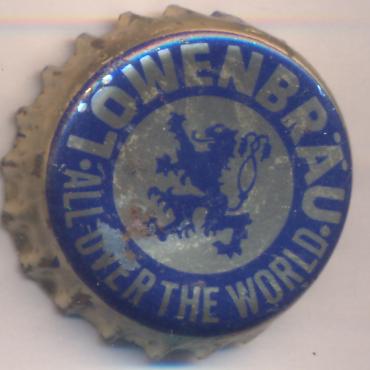 LÖWENBRÄU
·ALL-OVER THE WORLD·